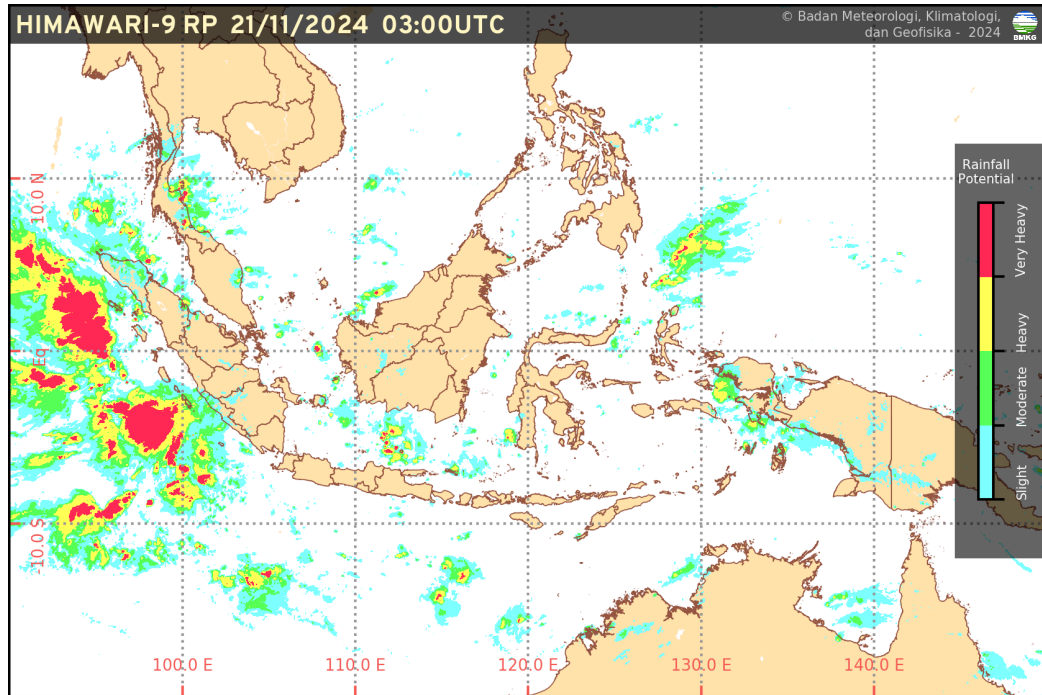 HIMAWARI-9 RP 21/11/2024 03:00UTC
© Badan Meteorologi, Klimatologi,
dan Geofisika - 2024
BMKG
Rainfall
Potential
Very Heavy
Heavy
Moderate
Slight
10.0 N
Eq
-10.0 S
100.0 E
110.0 E
120.0 E
130.0 E
140.0 E